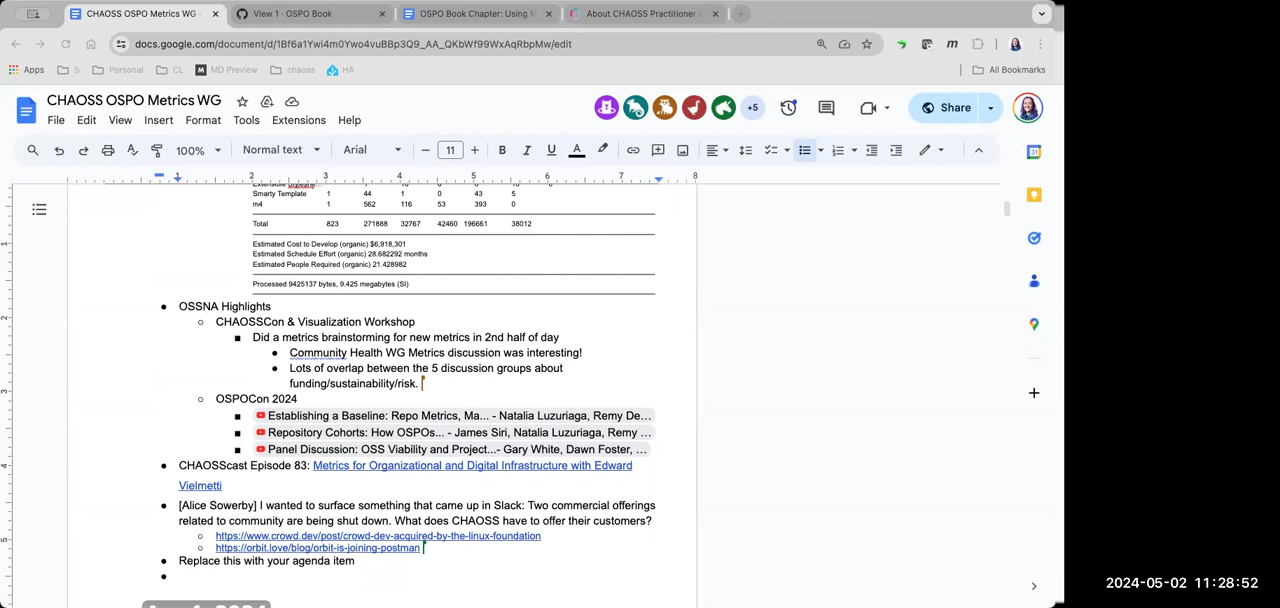 CHAOSS OSPO Metrics WG -
View 1 · OSPO Book
OSPO Book Chapter: Using M
About CHAOSS Practitioner
docs.google.com/document/d/1Bf6a1Ywi4m0Ywo4vuBBp3Q9_AA_QKbWf99WxAqRbpMw/edit
Apps S Personal CL MD Preview chaoss HA All Bookmarks
CHAOSS OSPO Metrics WG
+5
Share
File Edit View Insert Format Tools Extensions Help
100% Normal text Arial 11 B I U A
1 2 3 4 5 6 7 8
Smarty Template 1 44 1 0 43 5
m4 1 562 116 53 393 0
Total 823 271888 32767 42460 196661 38012
Estimated Cost to Develop (organic) $6,918,301
Estimated Schedule Effort (organic) 28.682292 months
Estimated People Required (organic) 21.428982
Processed 9425137 bytes, 9.425 megabytes (SI)
OSSNA Highlights
CHAOSSCon & Visualization Workshop
Did a metrics brainstorming for new metrics in 2nd half of day
Community Health WG Metrics discussion was interesting!
Lots of overlap between the 5 discussion groups about
funding/sustainability/risk.
OSPOCon 2024
Establishing a Baseline: Repo Metrics, Ma... - Natalia Luzuriaga, Remy De...
Repository Cohorts: How OSPOs... - James Siri, Natalia Luzuriaga, Remy ...
Panel Discussion: OSS Viability and Project...- Gary White, Dawn Foster, ...
CHAOSScast Episode 83: Metrics for Organizational and Digital Infrastructure with Edward
Vielmetti
[Alice Sowerby] I wanted to surface something that came up in Slack: Two commercial offerings
related to community are being shut down. What does CHAOSS have to offer their customers?
https://www.crowd.dev/post/crowd-dev-acquired-by-the-linux-foundation
https://orbit.love/blog/orbit-is-joining-postman
Replace this with your agenda item
2024-05-02 11:28:52